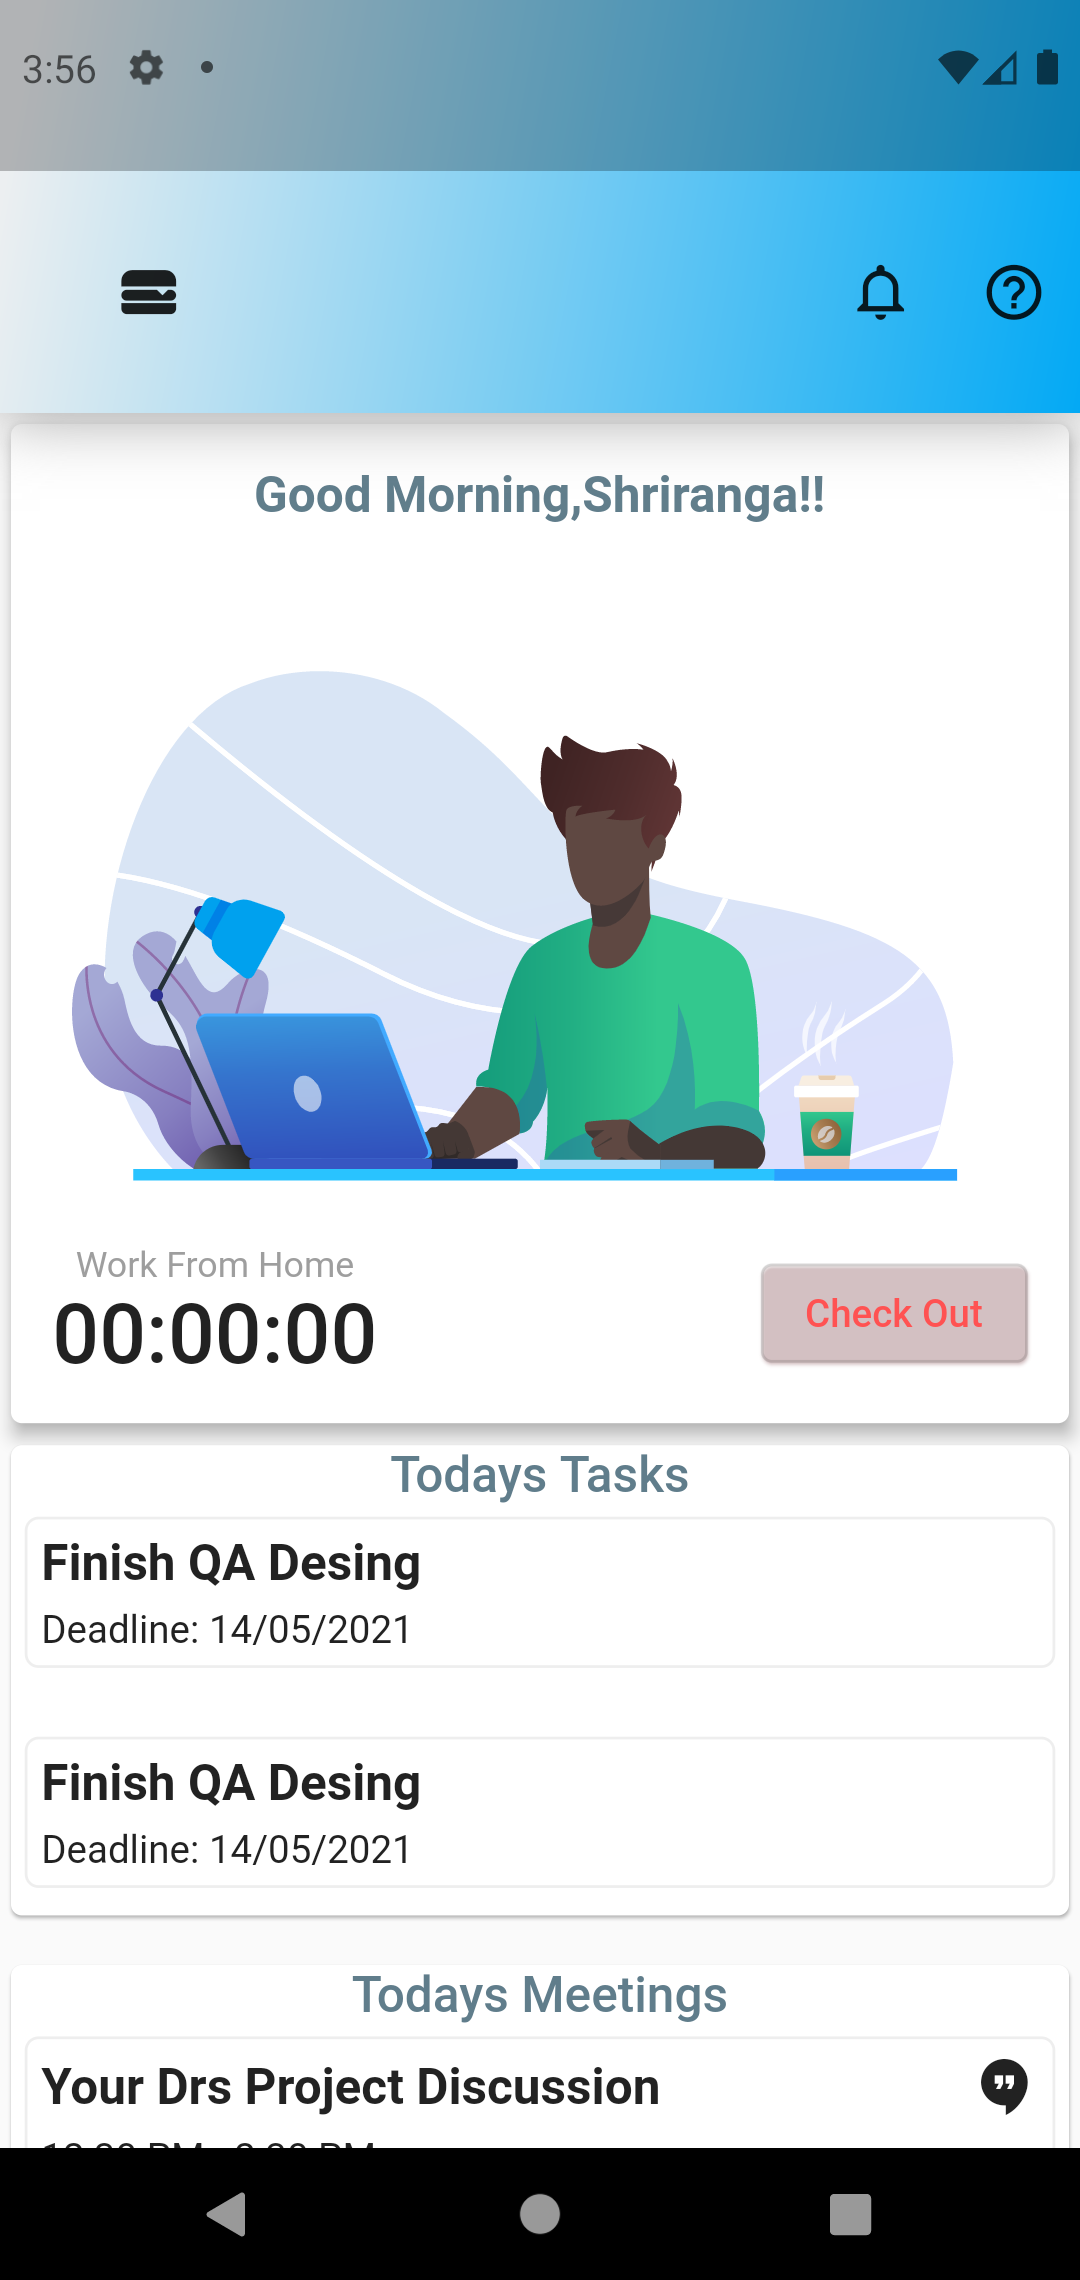 3:56
Good Morning,Shriranga!!
Work From Home
00:00:00
Check Out
Todays Tasks
Finish QA Desing
Deadline: 14/05/2021
Finish QA Desing
Deadline: 14/05/2021
Todays Meetings
Your Drs Project Discussion